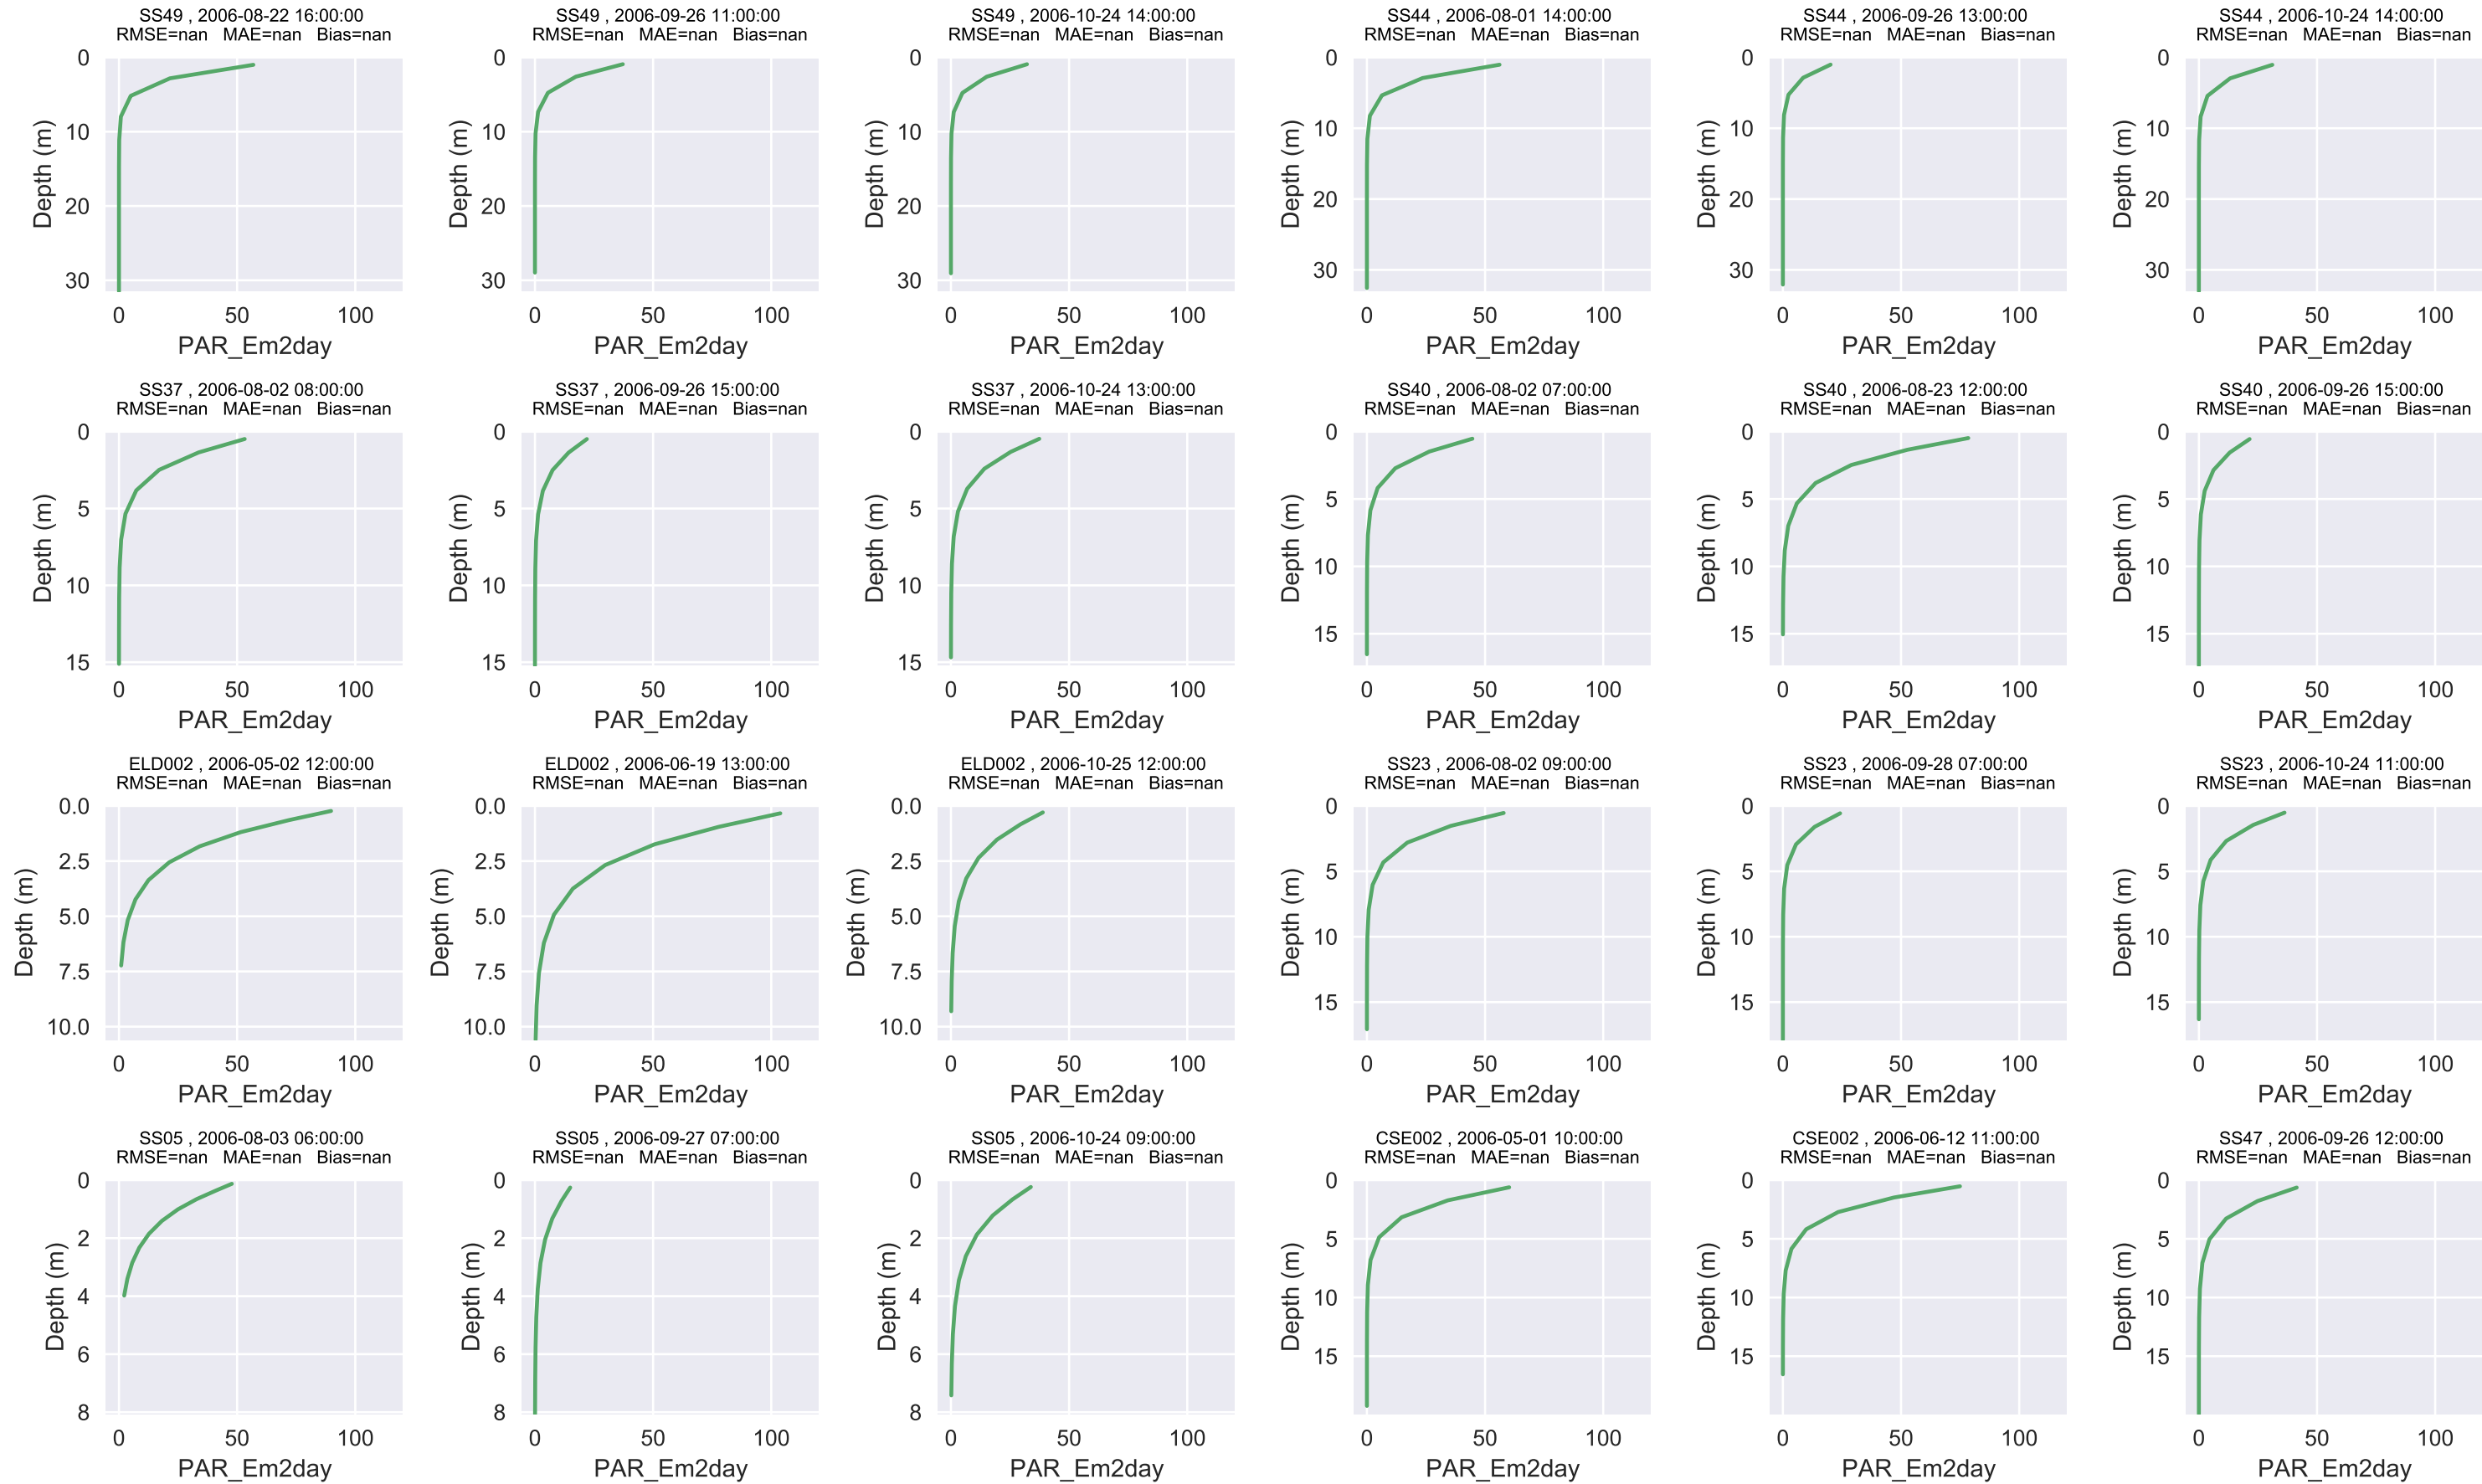 SS49 , 2006-08-22 16:00:00
RMSE=nan MAE=nan Bias=nan
0
10
20
30
Depth (m)
0 50 100
PAR_Em2day
SS49 , 2006-09-26 11:00:00
RMSE=nan MAE=nan Bias=nan
0
10
20
30
Depth (m)
0 50 100
PAR_Em2day
SS49 , 2006-10-24 14:00:00
RMSE=nan MAE=nan Bias=nan
0
10
20
30
Depth (m)
0 50 100
PAR_Em2day
SS44 , 2006-08-01 14:00:00
RMSE=nan MAE=nan Bias=nan
0
10
20
30
Depth (m)
0 50 100
PAR_Em2day
SS44 , 2006-09-26 13:00:00
RMSE=nan MAE=nan Bias=nan
0
10
20
30
Depth (m)
0 50 100
PAR_Em2day
SS44 , 2006-10-24 14:00:00
RMSE=nan MAE=nan Bias=nan
0
10
20
30
Depth (m)
0 50 100
PAR_Em2day
SS37 , 2006-08-02 08:00:00
RMSE=nan MAE=nan Bias=nan
0
5
10
15
Depth (m)
0 50 100
PAR_Em2day
SS37 , 2006-09-26 15:00:00
RMSE=nan MAE=nan Bias=nan
0
5
10
15
Depth (m)
0 50 100
PAR_Em2day
SS37 , 2006-10-24 13:00:00
RMSE=nan MAE=nan Bias=nan
0
5
10
15
Depth (m)
0 50 100
PAR_Em2day
SS40 , 2006-08-02 07:00:00
RMSE=nan MAE=nan Bias=nan
0
5
10
15
Depth (m)
0 50 100
PAR_Em2day
SS40 , 2006-08-23 12:00:00
RMSE=nan MAE=nan Bias=nan
0
5
10
15
Depth (m)
0 50 100
PAR_Em2day
SS40 , 2006-09-26 15:00:00
RMSE=nan MAE=nan Bias=nan
0
5
10
15
Depth (m)
0 50 100
PAR_Em2day
ELD002 , 2006-05-02 12:00:00
RMSE=nan MAE=nan Bias=nan
0.0
2.5
5.0
7.5
10.0
Depth (m)
0 50 100
PAR_Em2day
ELD002 , 2006-06-19 13:00:00
RMSE=nan MAE=nan Bias=nan
0.0
2.5
5.0
7.5
10.0
Depth (m)
0 50 100
PAR_Em2day
ELD002 , 2006-10-25 12:00:00
RMSE=nan MAE=nan Bias=nan
0.0
2.5
5.0
7.5
10.0
Depth (m)
0 50 100
PAR_Em2day
SS23 , 2006-08-02 09:00:00
RMSE=nan MAE=nan Bias=nan
0
5
10
15
Depth (m)
0 50 100
PAR_Em2day
SS23 , 2006-09-28 07:00:00
RMSE=nan MAE=nan Bias=nan
0
5
10
15
Depth (m)
0 50 100
PAR_Em2day
SS23 , 2006-10-24 11:00:00
RMSE=nan MAE=nan Bias=nan
0
5
10
15
Depth (m)
0 50 100
PAR_Em2day
SS05 , 2006-08-03 06:00:00
RMSE=nan MAE=nan Bias=nan
0
2
4
6
8
Depth (m)
0 50 100
PAR_Em2day
SS05 , 2006-09-27 07:00:00
RMSE=nan MAE=nan Bias=nan
0
2
4
6
8
Depth (m)
0 50 100
PAR_Em2day
SS05 , 2006-10-24 09:00:00
RMSE=nan MAE=nan Bias=nan
0
2
4
6
8
Depth (m)
0 50 100
PAR_Em2day
CSE002 , 2006-05-01 10:00:00
RMSE=nan MAE=nan Bias=nan
0
5
10
15
Depth (m)
0 50 100
PAR_Em2day
CSE002 , 2006-06-12 11:00:00
RMSE=nan MAE=nan Bias=nan
0
5
10
15
Depth (m)
0 50 100
PAR_Em2day
SS47 , 2006-09-26 12:00:00
RMSE=nan MAE=nan Bias=nan
0
5
10
15
Depth (m)
0 50 100
PAR_Em2day